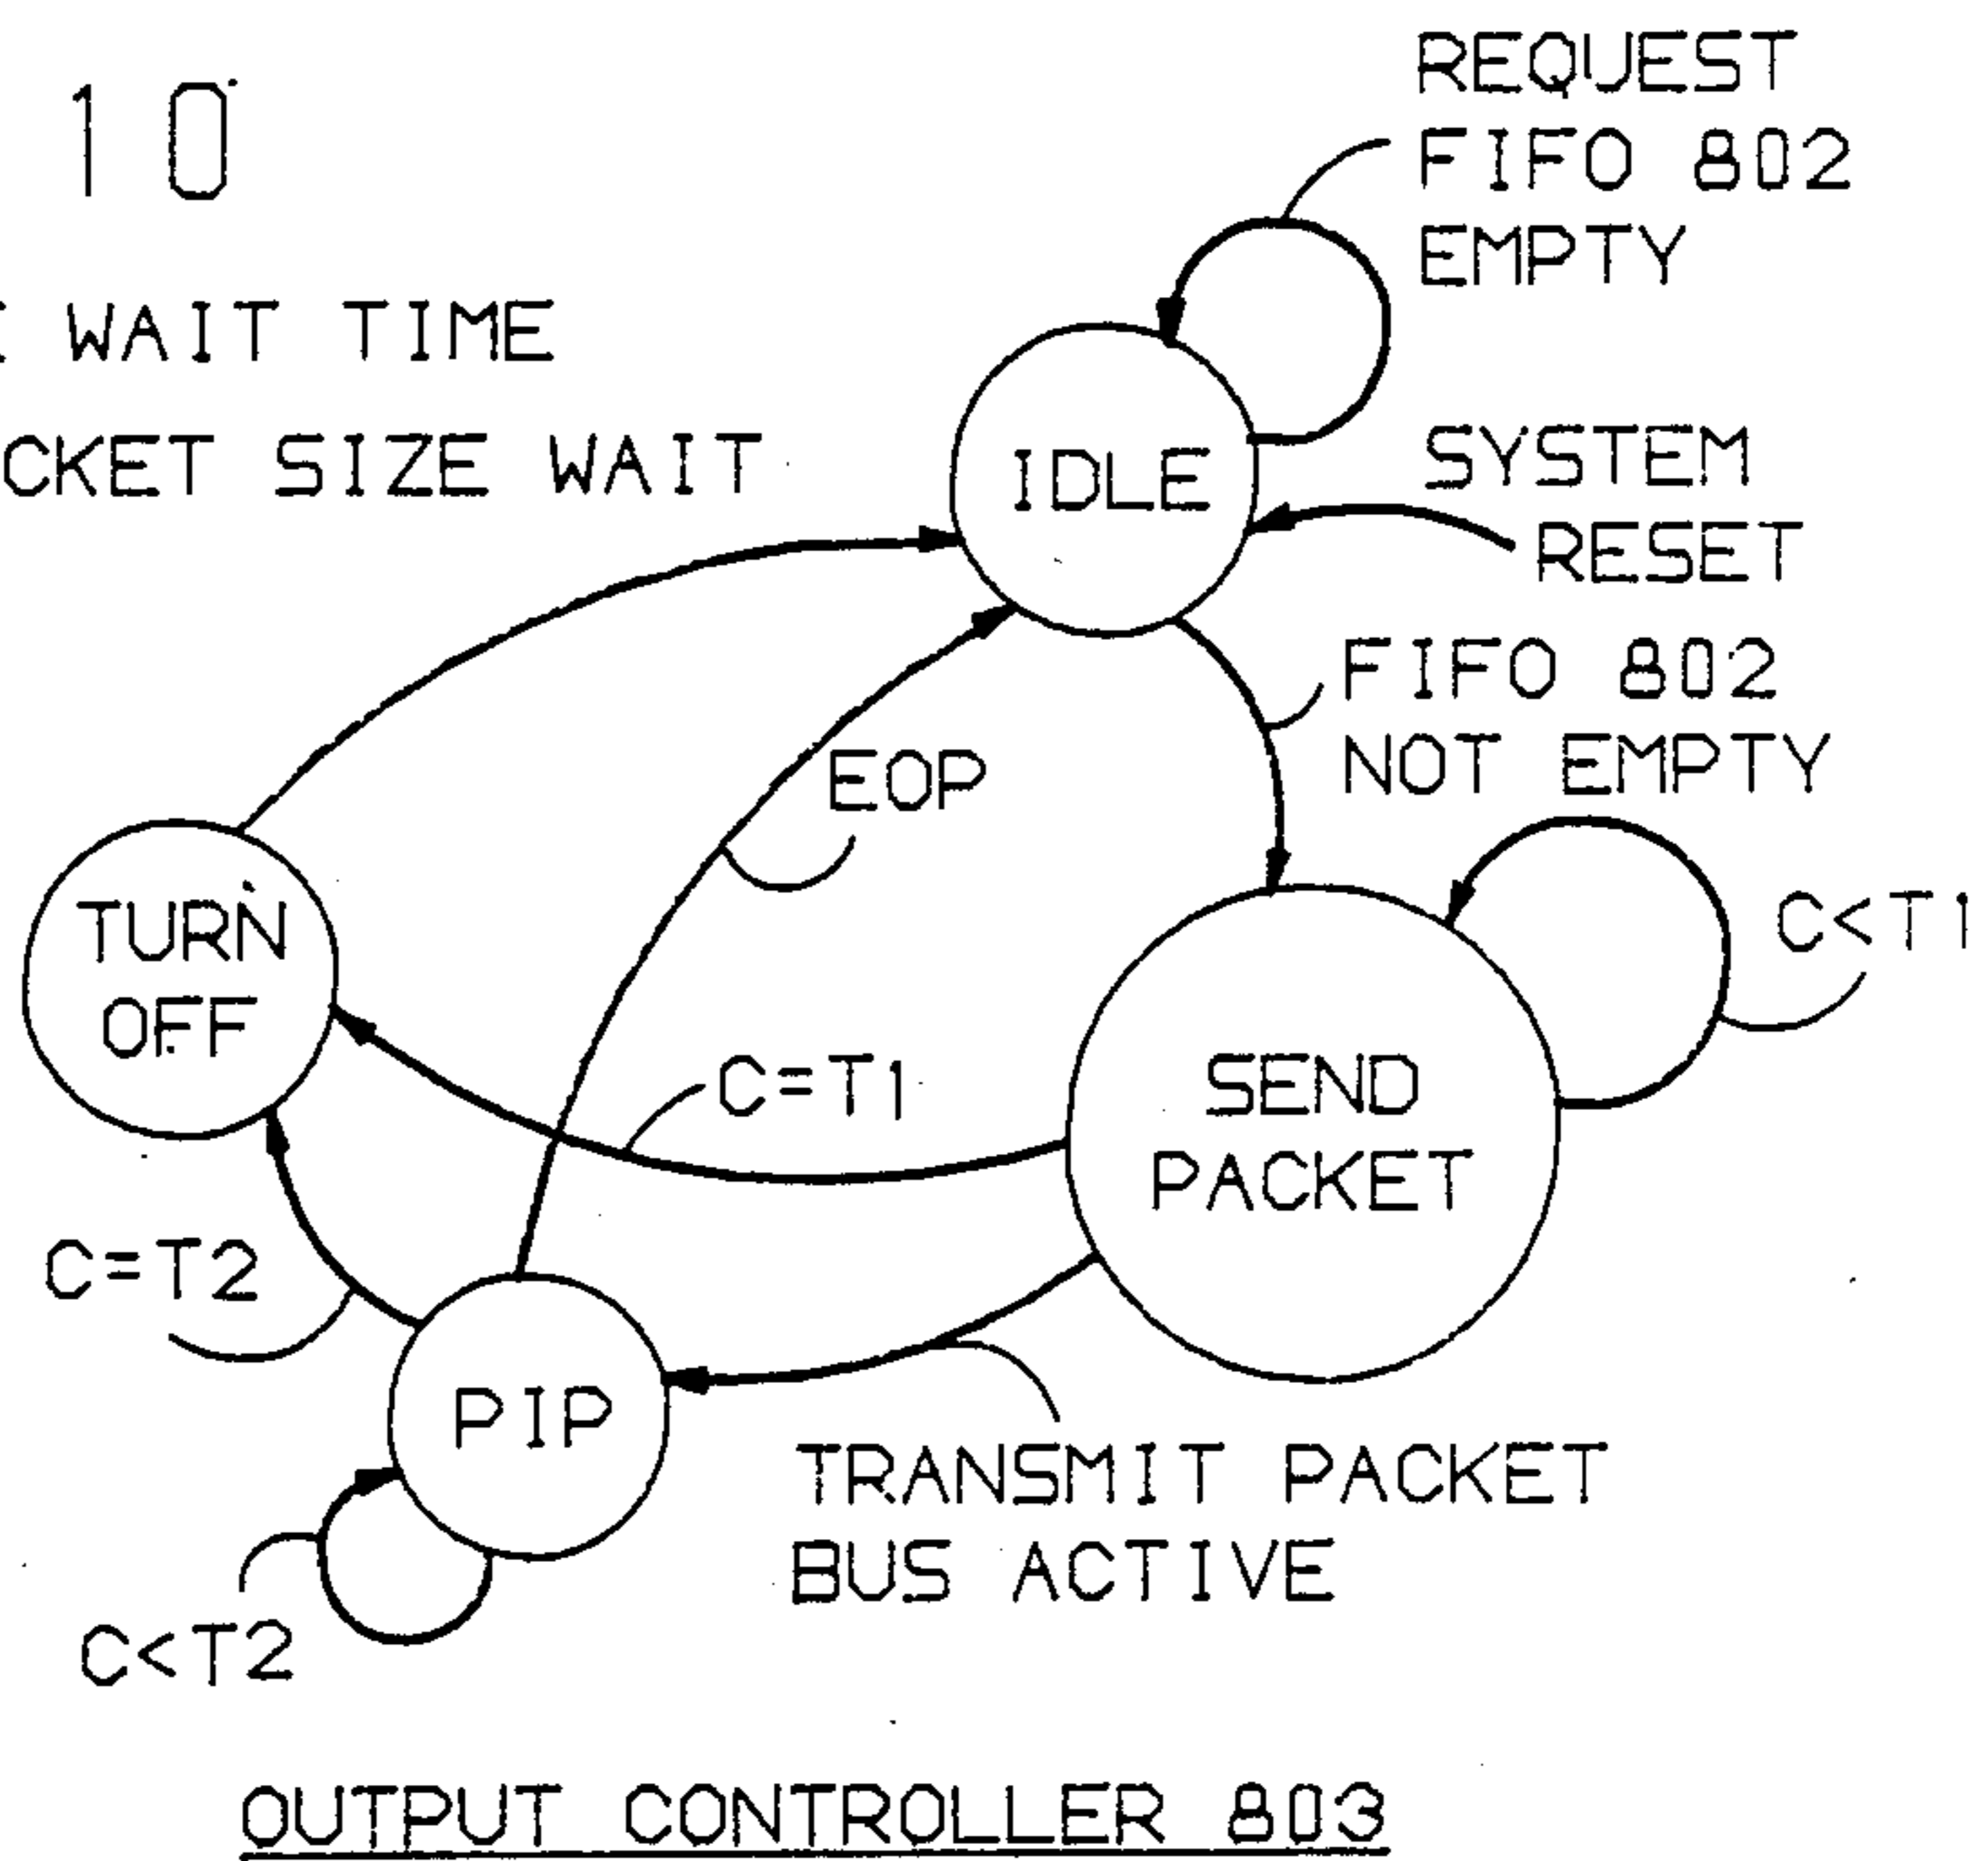 10
WAIT TIME
CKET SIZE WAIT
REQUEST
FIFO 802
EMPTY
IDLE
SYSTEM
RESET
FIFO 802
NOT EMPTY
EOP
TURN
OFF
C<T1
C=T1
SEND
PACKET
C=T2
PIP
TRANSMIT PACKET
BUS ACTIVE
C<T2
OUTPUT CONTROLLER 803